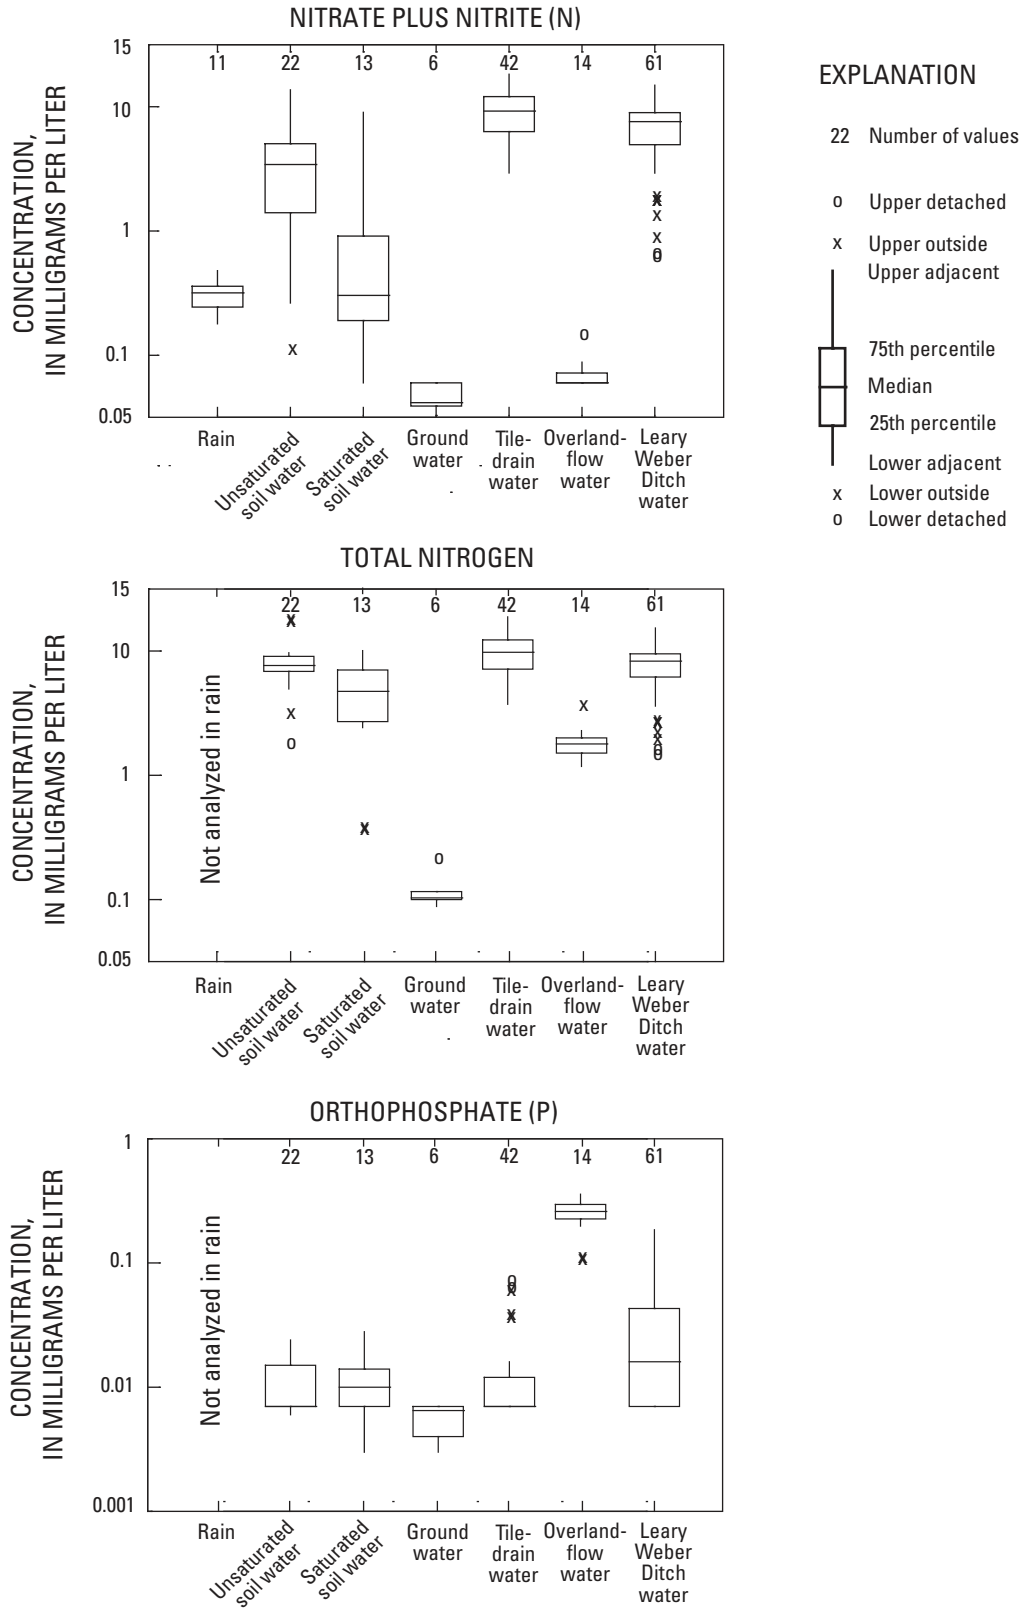 NITRATE PLUS NITRITE (N)
CONCENTRATION,
IN MILLIGRAMS PER LITER
15
10
1
0.1
0.05
11 22 13 6 42 14 61
Rain
Unsaturated
soil water
Saturated
soil water
Ground
water
Tile-
drain
water
Overland-
flow
water
Leary
Weber
Ditch
water
EXPLANATION
22 Number of values
o Upper detached
x Upper outside
Upper adjacent
75th percentile
Median
25th percentile
Lower adjacent
x Lower outside
o Lower detached
TOTAL NITROGEN
CONCENTRATION,
IN MILLIGRAMS PER LITER
15
10
1
0.1
0.05
22 13 6 42 14 61
Not analyzed in rain
Rain
Unsaturated
soil water
Saturated
soil water
Ground
water
Tile-
drain
water
Overland-
flow
water
Leary
Weber
Ditch
water
ORTHOPHOSPHATE (P)
CONCENTRATION,
IN MILLIGRAMS PER LITER
1
0.1
0.01
0.001
22 13 6 42 14 61
Not analyzed in rain
Rain
Unsaturated
soil water
Saturated
soil water
Ground
water
Tile-
drain
water
Overland-
flow
water
Leary
Weber
Ditch
water